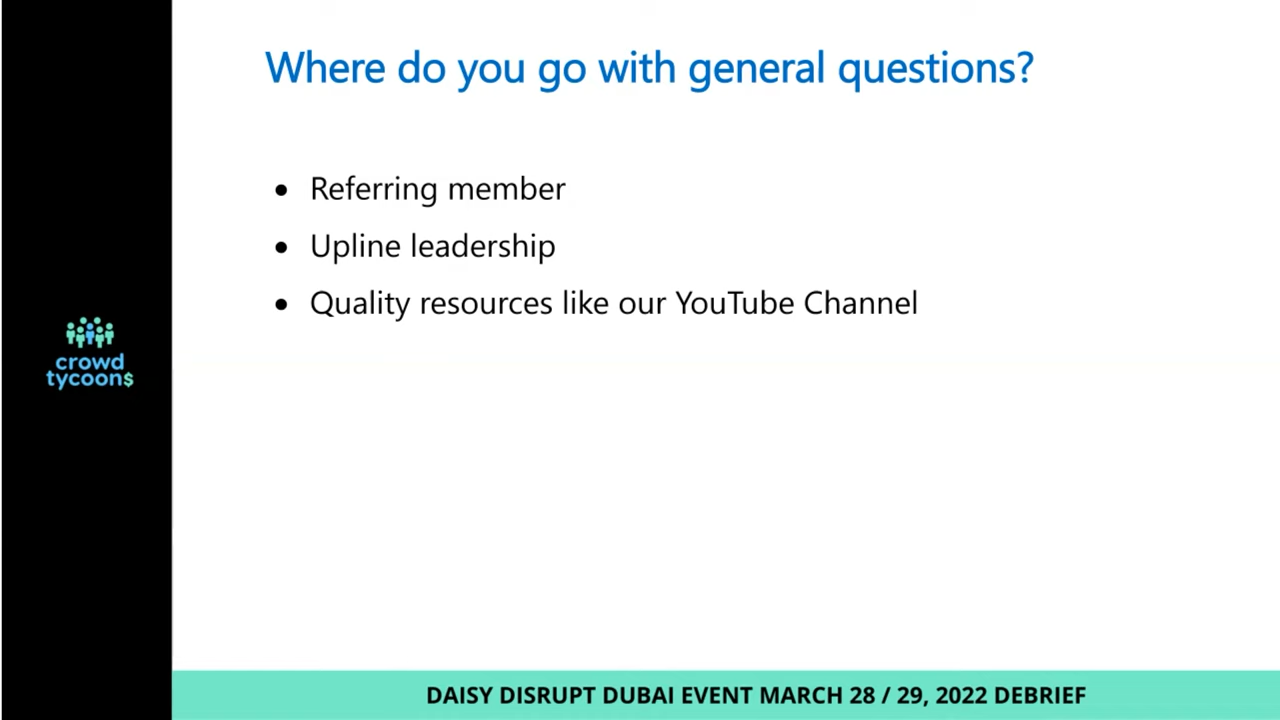 Where do you go with general questions?
• Referring member
• Upline leadership
• Quality resources like our YouTube Channel
crowd
tycoon$
DAISY DISRUPT DUBAI EVENT MARCH 28 / 29, 2022 DEBRIEF